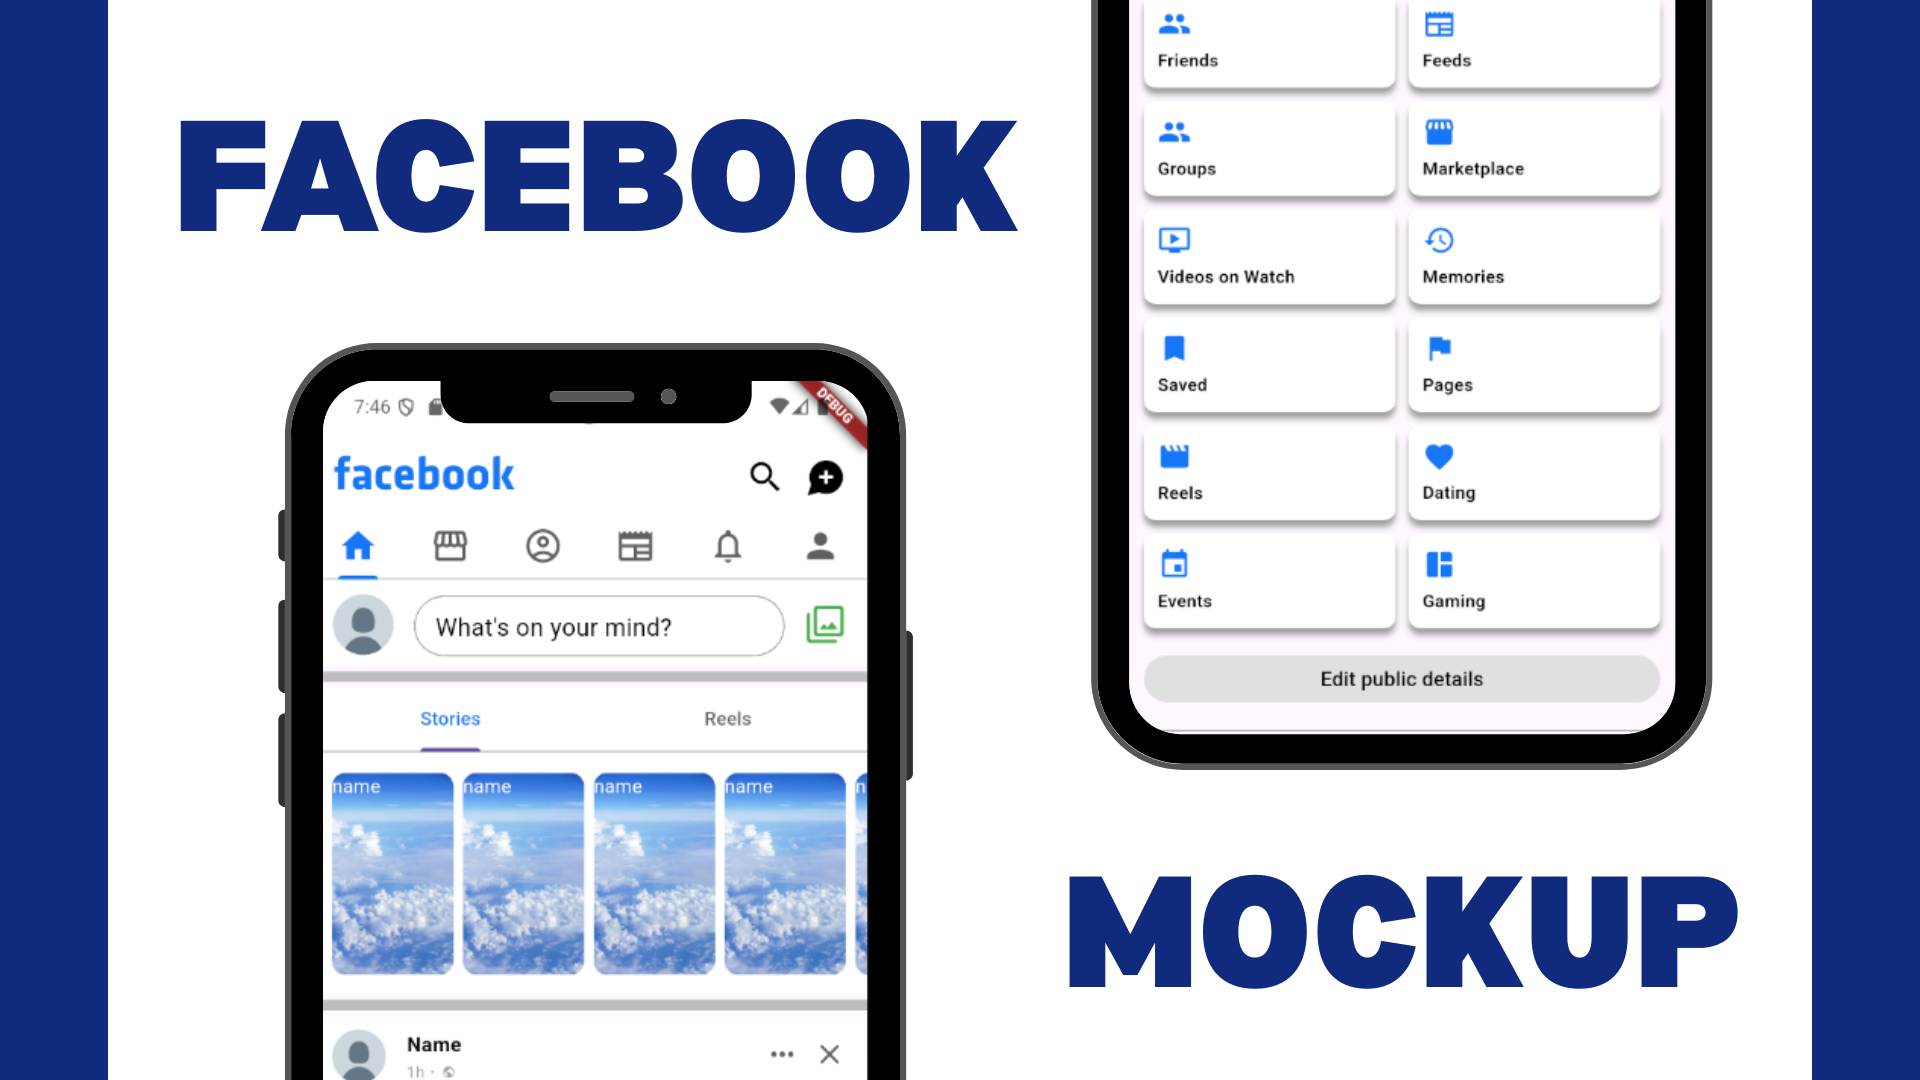 FACEBOOK
7:46
DEBUG
facebook
What's on your mind?
Stories Reels
name name name name n
Name
1h ·
Friends Feeds
Groups Marketplace
Videos on Watch Memories
Saved Pages
Reels Dating
Events Gaming
Edit public details
MOCKUP